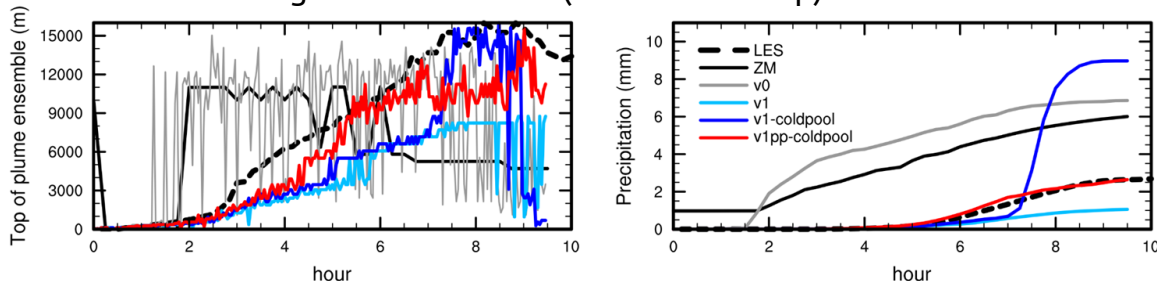 Top of plume ensemble (m)
15000
12000
9000
6000
3000
0
0 2 4 6 8 10
hour
Precipitation (mm)
10
8
6
4
2
0
LES
ZM
v0
v1
v1-coldpool
v1pp-coldpool
0 2 4 6 8 10
hour